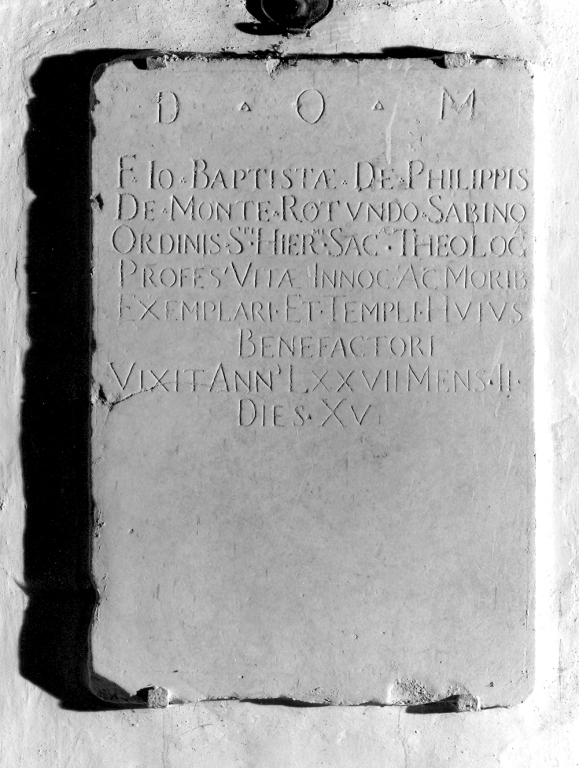 D · O · M
F · IO · BAPTISTÆ · DE · PHILIPPIS
DE · MONTE · ROTVNDO · SABINO
ORDINIS · S^TI · HIER^MI · SAC^Æ · THEOLOG
PROFES^S VITÆ INNOC · AC MORIB
EXEMPLARI · ET · TEMPLI · HVIVS
BENEFACTORI
VIXIT ANN^S LXXVII MENS · II ·
DIES · XV